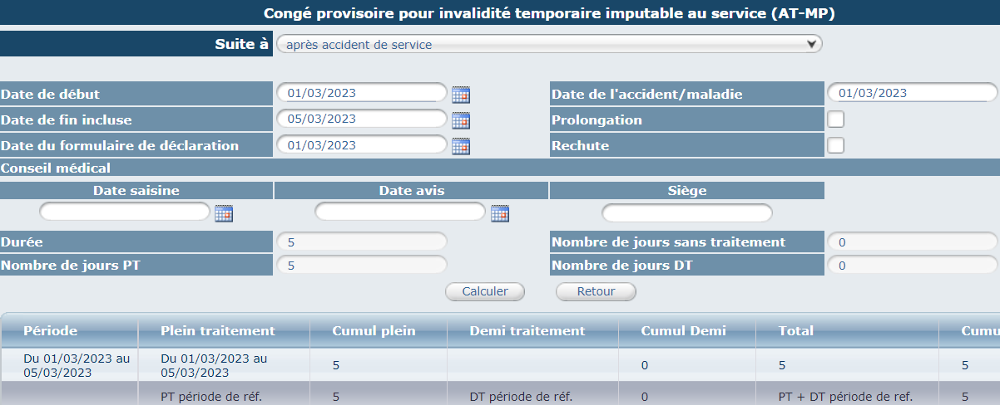 Congé provisoire pour invalidité temporaire imputable au service (AT-MP)
Suite à après accident de service
Date de début 01/03/2023 Date de l'accident/maladie 01/03/2023
Date de fin incluse 05/03/2023 Prolongation
Date du formulaire de déclaration 01/03/2023 Rechute
Conseil médical
Date saisine Date avis Siège
Durée 5 Nombre de jours sans traitement 0
Nombre de jours PT 5 Nombre de jours DT 0
Calculer Retour
Période Plein traitement Cumul plein Demi traitement Cumul Demi Total Cumu
Du 01/03/2023 au Du 01/03/2023 au
05/03/2023 05/03/2023 5 0 5 5
PT période de réf. 5 DT période de réf. 0 PT + DT période de ref. 5